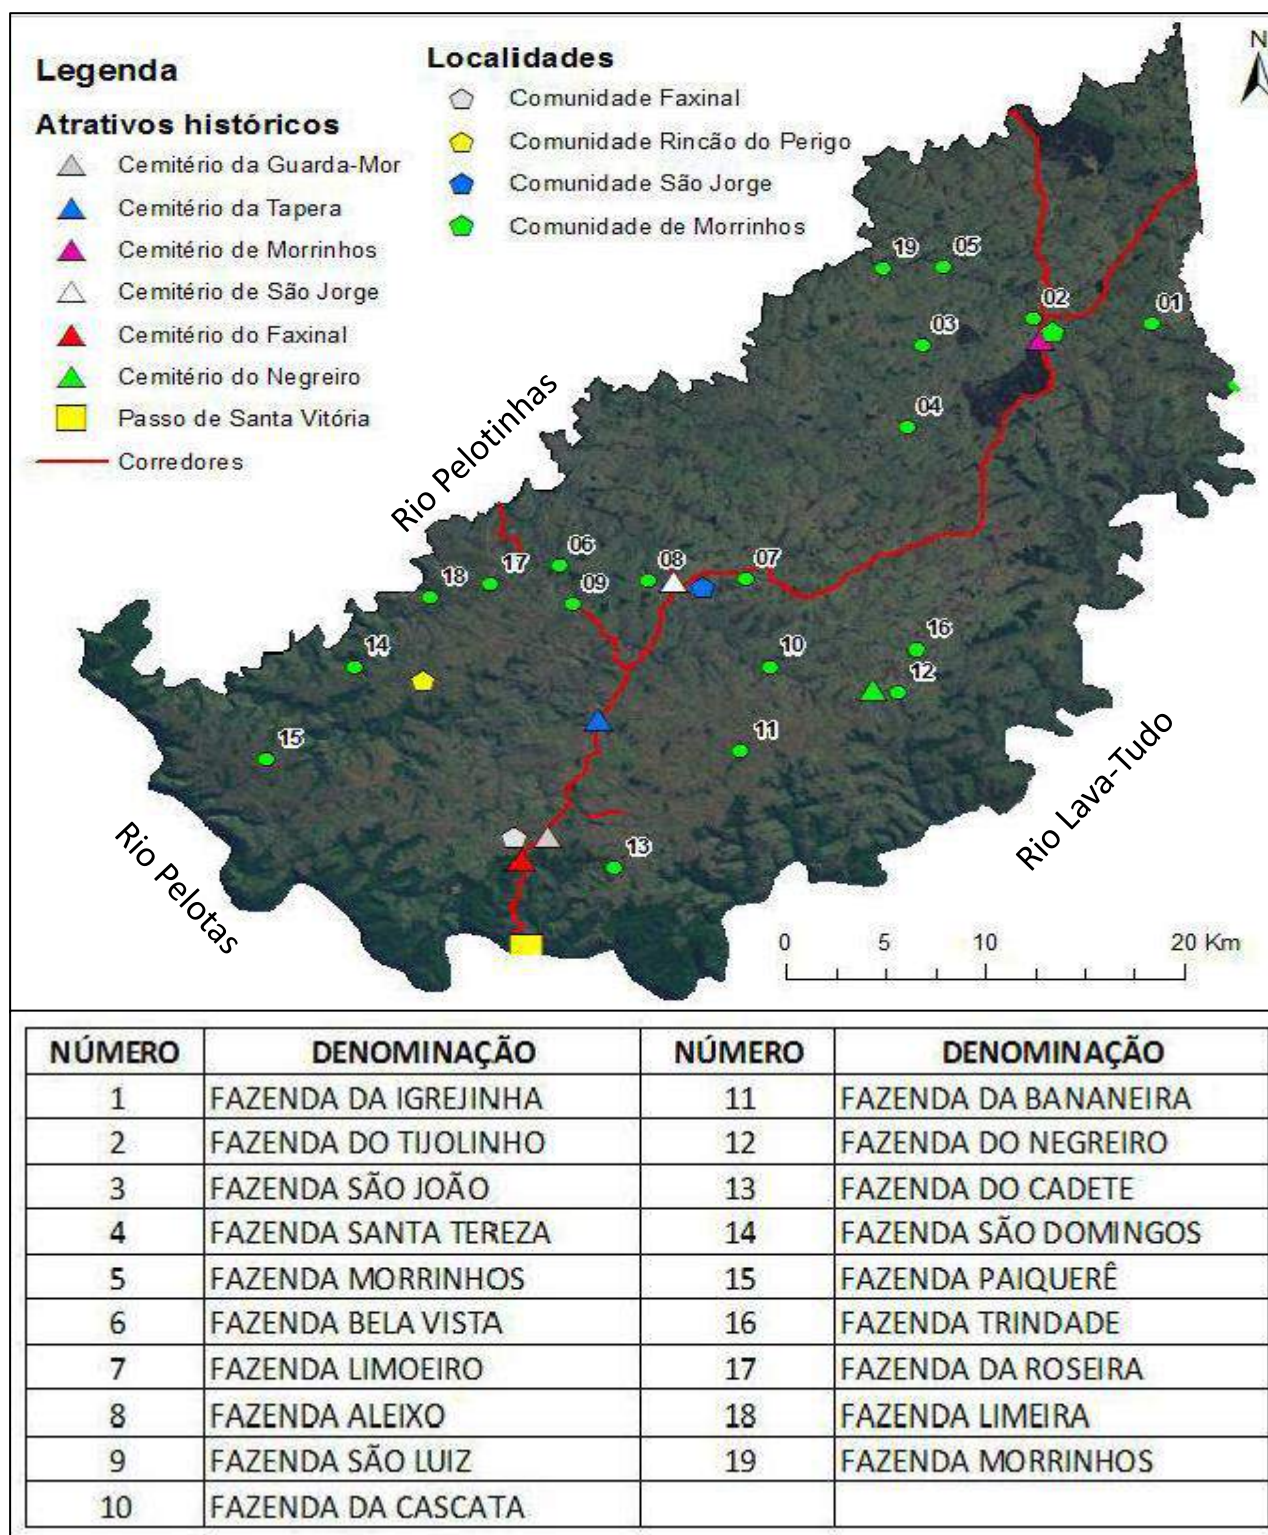 Legenda
Atrativos históricos
Cemitério da Guarda-Mor
Cemitério da Tapera
Cemitério de Morrinhos
Cemitério de São Jorge
Cemitério do Faxinal
Cemitério do Negreiro
Passo de Santa Vitória
Corredores
Localidades
Comunidade Faxinal
Comunidade Rincão do Perigo
Comunidade São Jorge
Comunidade de Morrinhos
N
19
05
02
01
03
04
Rio Pelotinhas
06
08
07
17
18
09
14
10
16
12
15
11
13
Rio Pelotas
Rio Lava-Tudo
0 5 10 20 Km
NÚMERO DENOMINAÇÃO NÚMERO DENOMINAÇÃO
1 FAZENDA DA IGREJINHA 11 FAZENDA DA BANANEIRA
2 FAZENDA DO TIJOLINHO 12 FAZENDA DO NEGREIRO
3 FAZENDA SÃO JOÃO 13 FAZENDA DO CADETE
4 FAZENDA SANTA TEREZA 14 FAZENDA SÃO DOMINGOS
5 FAZENDA MORRINHOS 15 FAZENDA PAIQUERÊ
6 FAZENDA BELA VISTA 16 FAZENDA TRINDADE
7 FAZENDA LIMOEIRO 17 FAZENDA DA ROSEIRA
8 FAZENDA ALEIXO 18 FAZENDA LIMEIRA
9 FAZENDA SÃO LUIZ 19 FAZENDA MORRINHOS
10 FAZENDA DA CASCATA